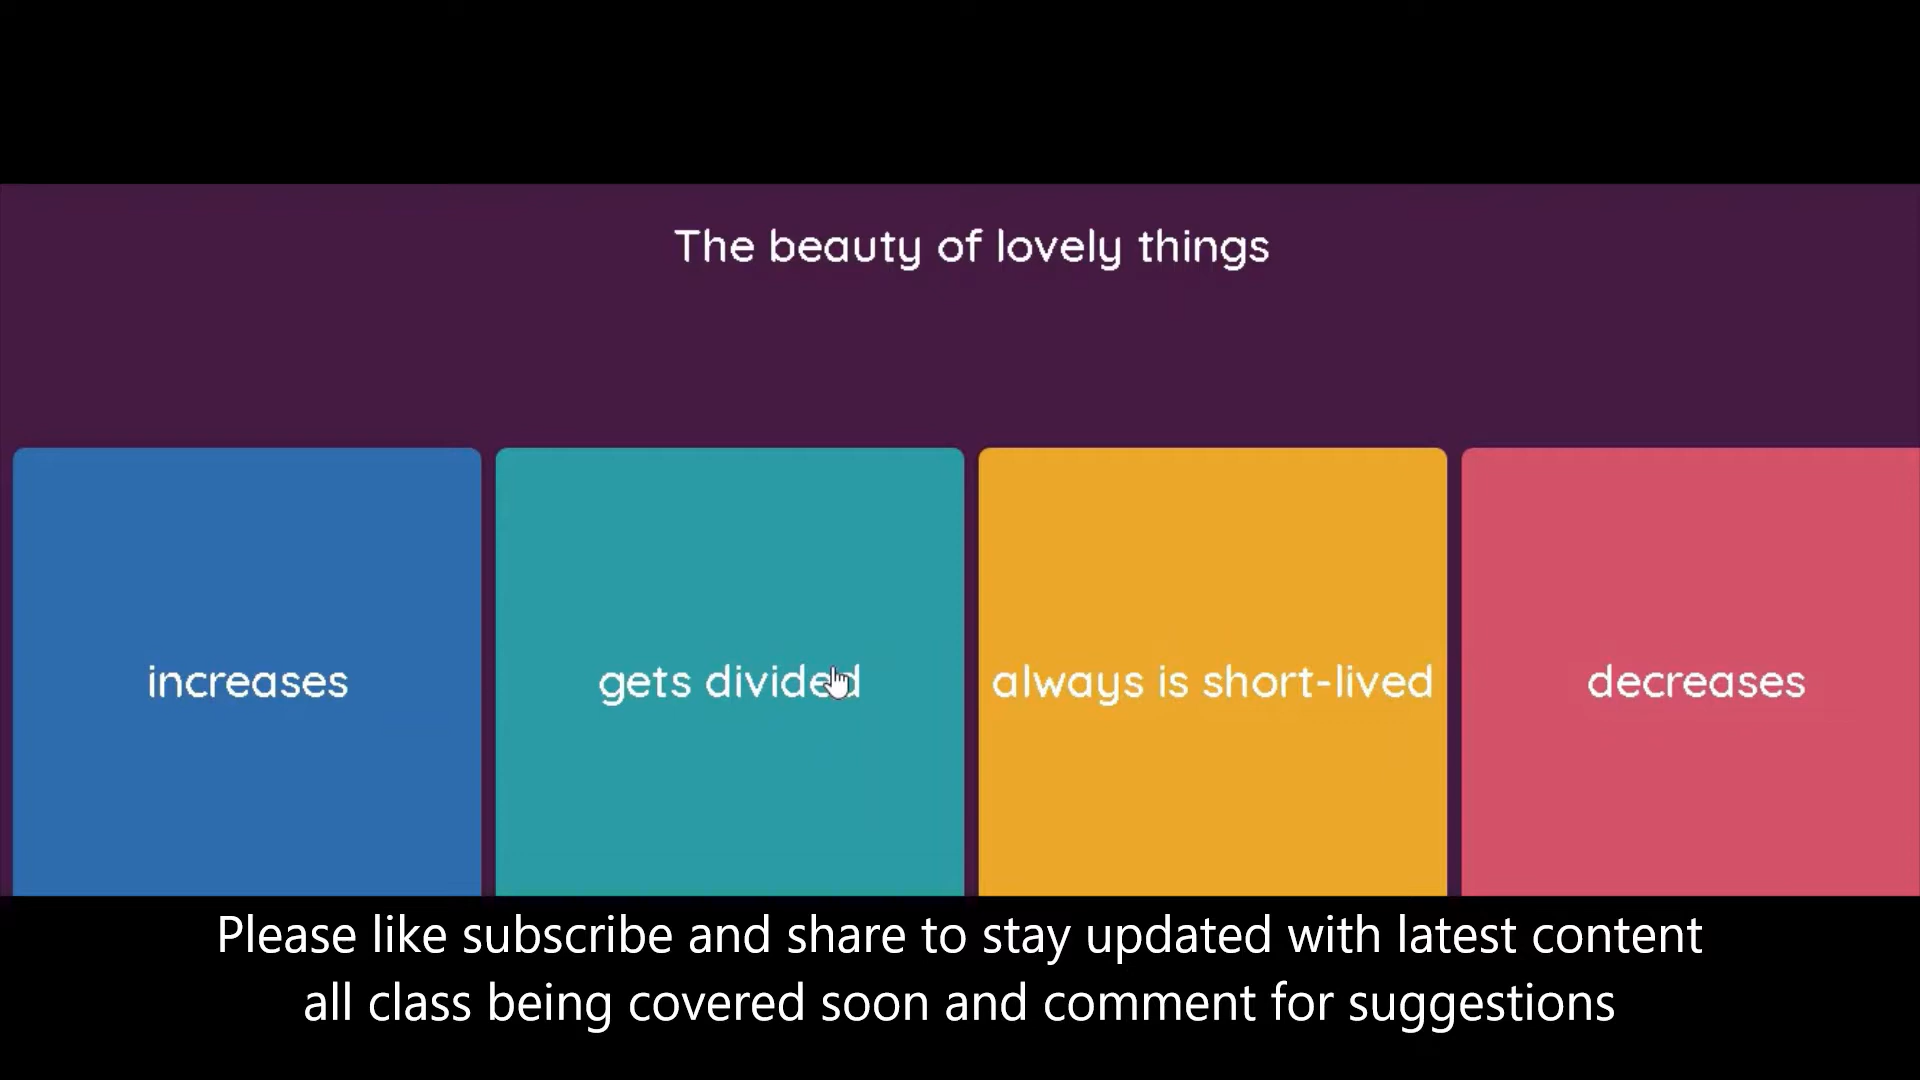 The beauty of lovely things
increases
gets divided
always is short-lived
decreases
Please like subscribe and share to stay updated with latest content
all class being covered soon and comment for suggestions